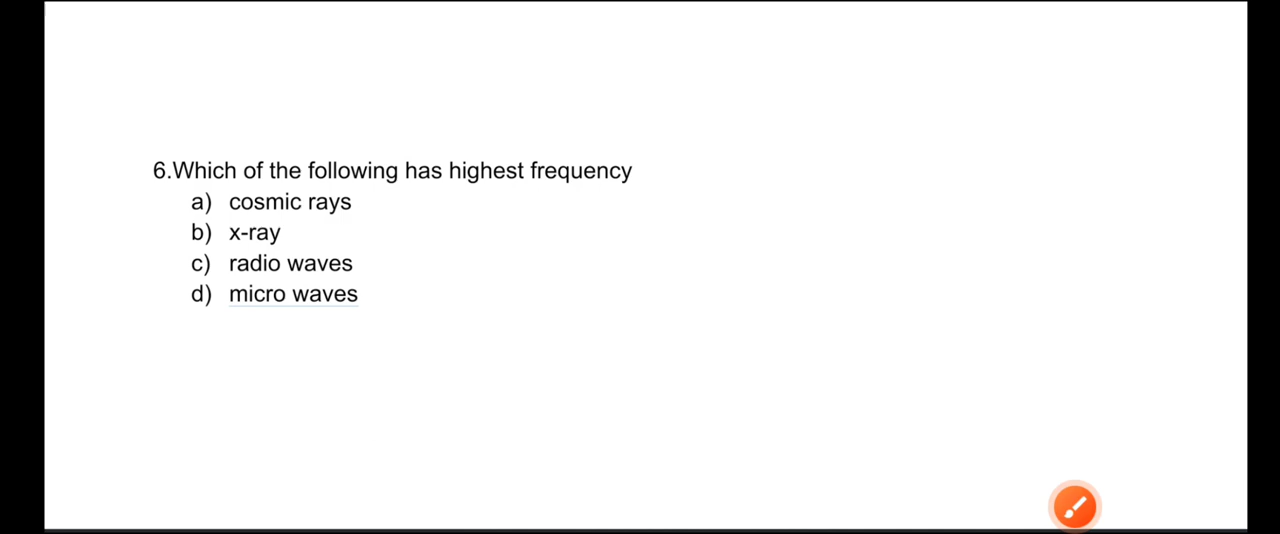 6.Which of the following has highest frequency
a) cosmic rays
b) x-ray
c) radio waves
d) micro waves